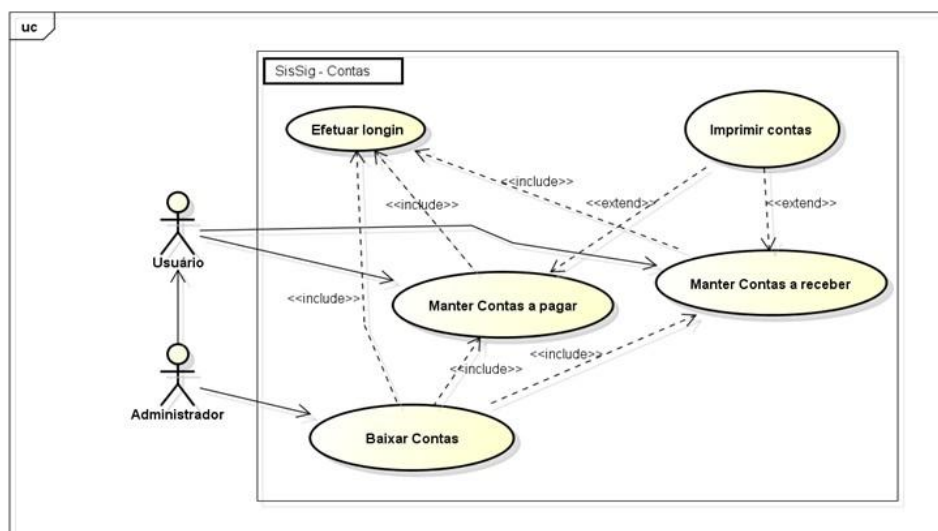 uc
SisSig - Contas
Efetuar longin
Imprimir contas
<<include>>
<<include>>
<<extend>>
<<extend>>
Usuário
Manter Contas a receber
Manter Contas a pagar
<<include>>
<<include>>
<<include>>
Administrador
Baixar Contas